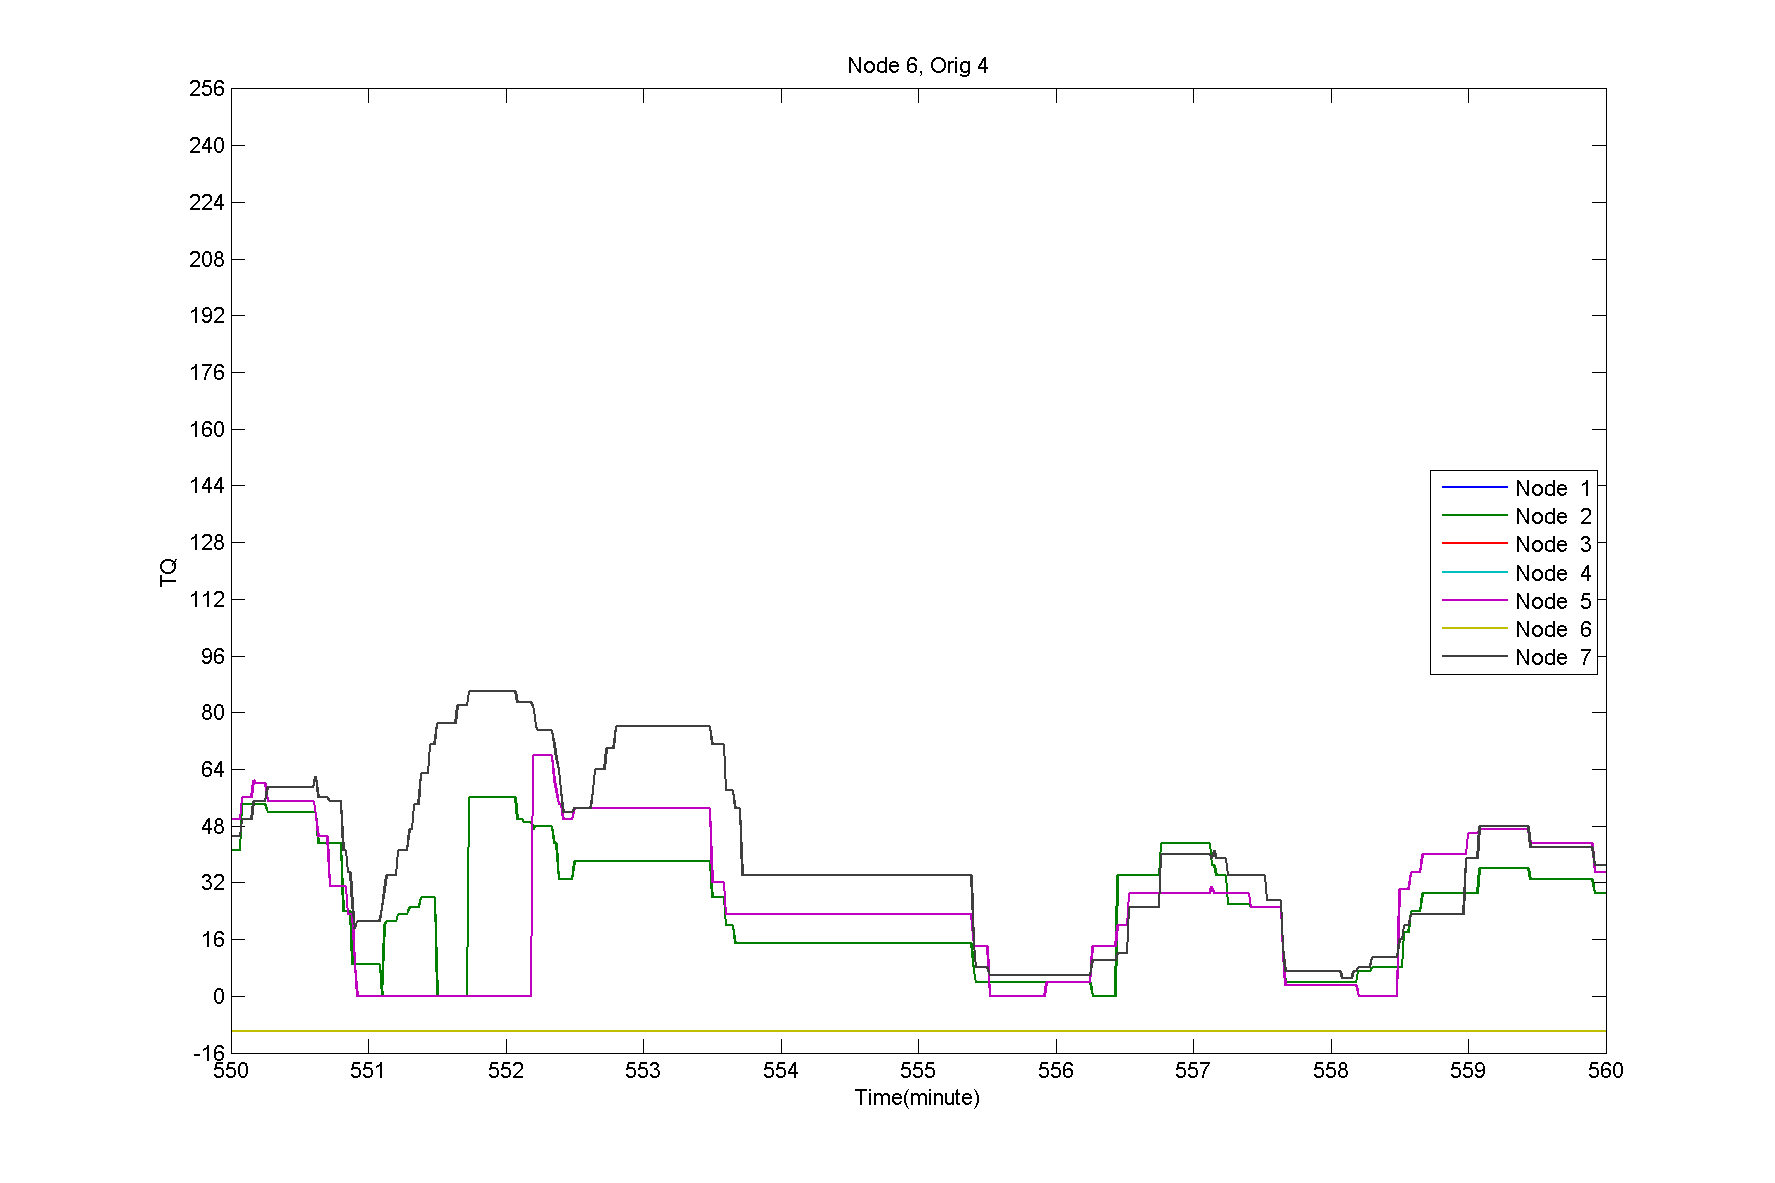 Node 6, Orig 4
256
240
224
208
192
176
160
144
128
112
96
80
64
48
32
16
0
-16
TQ
Node 1
Node 2
Node 3
Node 4
Node 5
Node 6
Node 7
550 551 552 553 554 555 556 557 558 559 560
Time(minute)